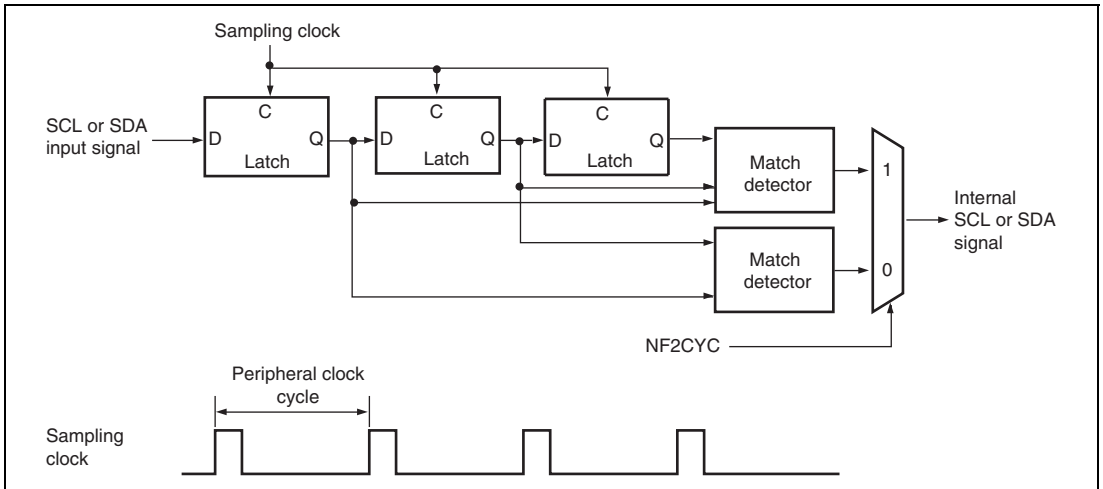 Sampling clock
C
C
C
SCL or SDA
input signal
D
Q
Latch
D
Q
Latch
D
Q
Latch
Match
detector
1
Internal
SCL or SDA
signal
Match
detector
0
NF2CYC
Peripheral clock
cycle
Sampling
clock